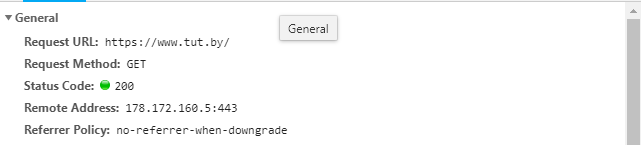 General
General
Request URL: https://www.tut.by/
Request Method: GET
Status Code: 200
Remote Address: 178.172.160.5:443
Referrer Policy: no-referrer-when-downgrade